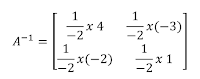 A⁻¹ = [ 1/-2 x 4   1/-2 x (-3)
1/-2 x (-2)   1/-2 x 1 ]